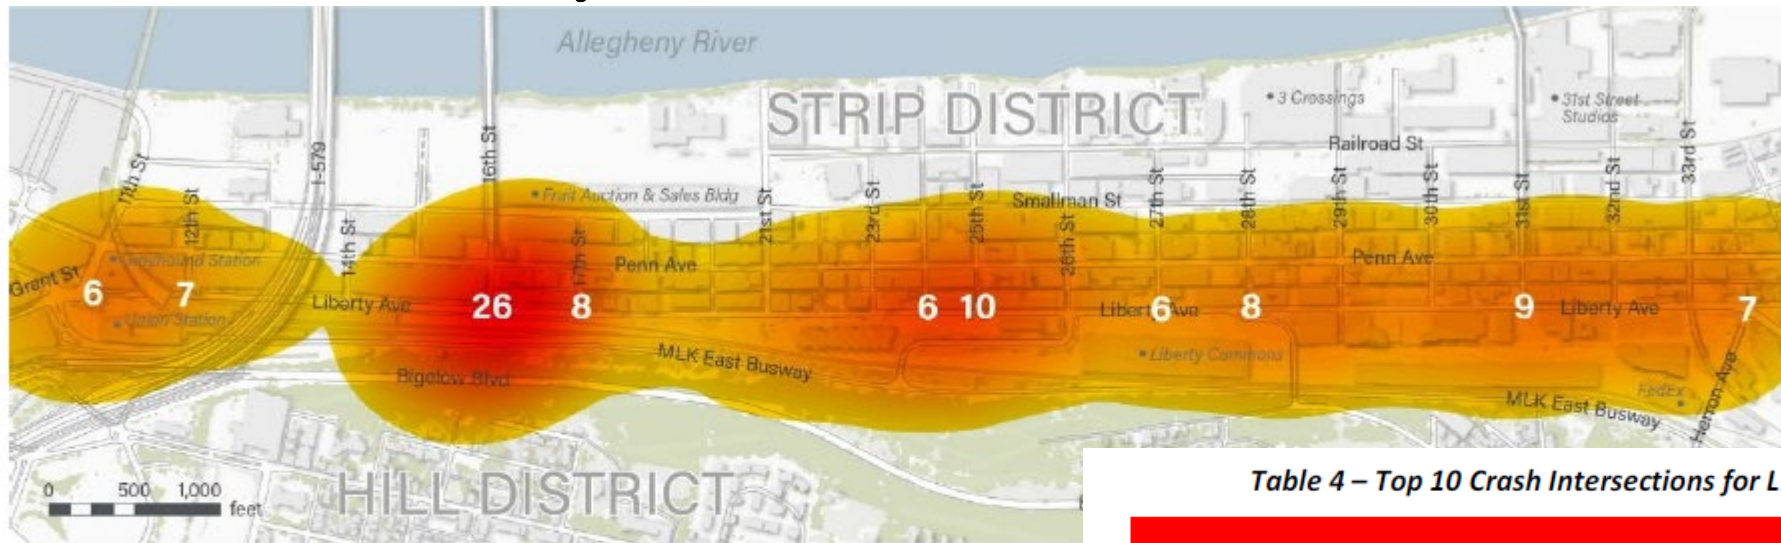 Allegheny River
STRIP DISTRICT
3 Crossings
31st Street
Studios
Railroad St
11th St
12th St
I-579
14th St
16th St
Fruit Auction & Sales Bldg
17th St
21st St
23rd St
25th St
Smallman St
26th St
27th St
28th St
29th St
30th St
31st St
32nd St
33rd St
Grant St
Greyhound Station
Union Station
Penn Ave
Penn Ave
Liberty Ave
Liberty Ave
Liberty Ave
6
7
26
8
6
10
6
8
9
7
Bigelow Blvd
MLK East Busway
Liberty Commons
MLK East Busway
FedEx
Herron Ave
HILL DISTRICT
0 500 1,000
feet
Table 4 – Top 10 Crash Intersections for L